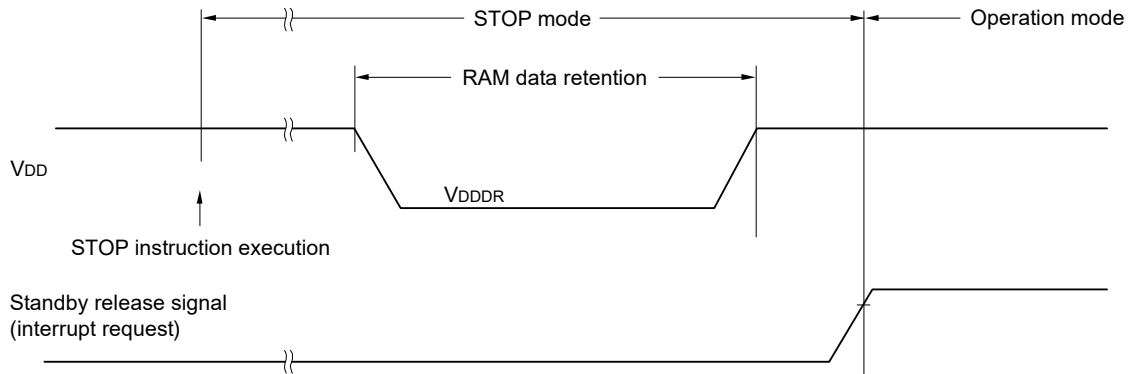 STOP mode
Operation mode
RAM data retention
VDD
VDDDR
STOP instruction execution
Standby release signal
(interrupt request)